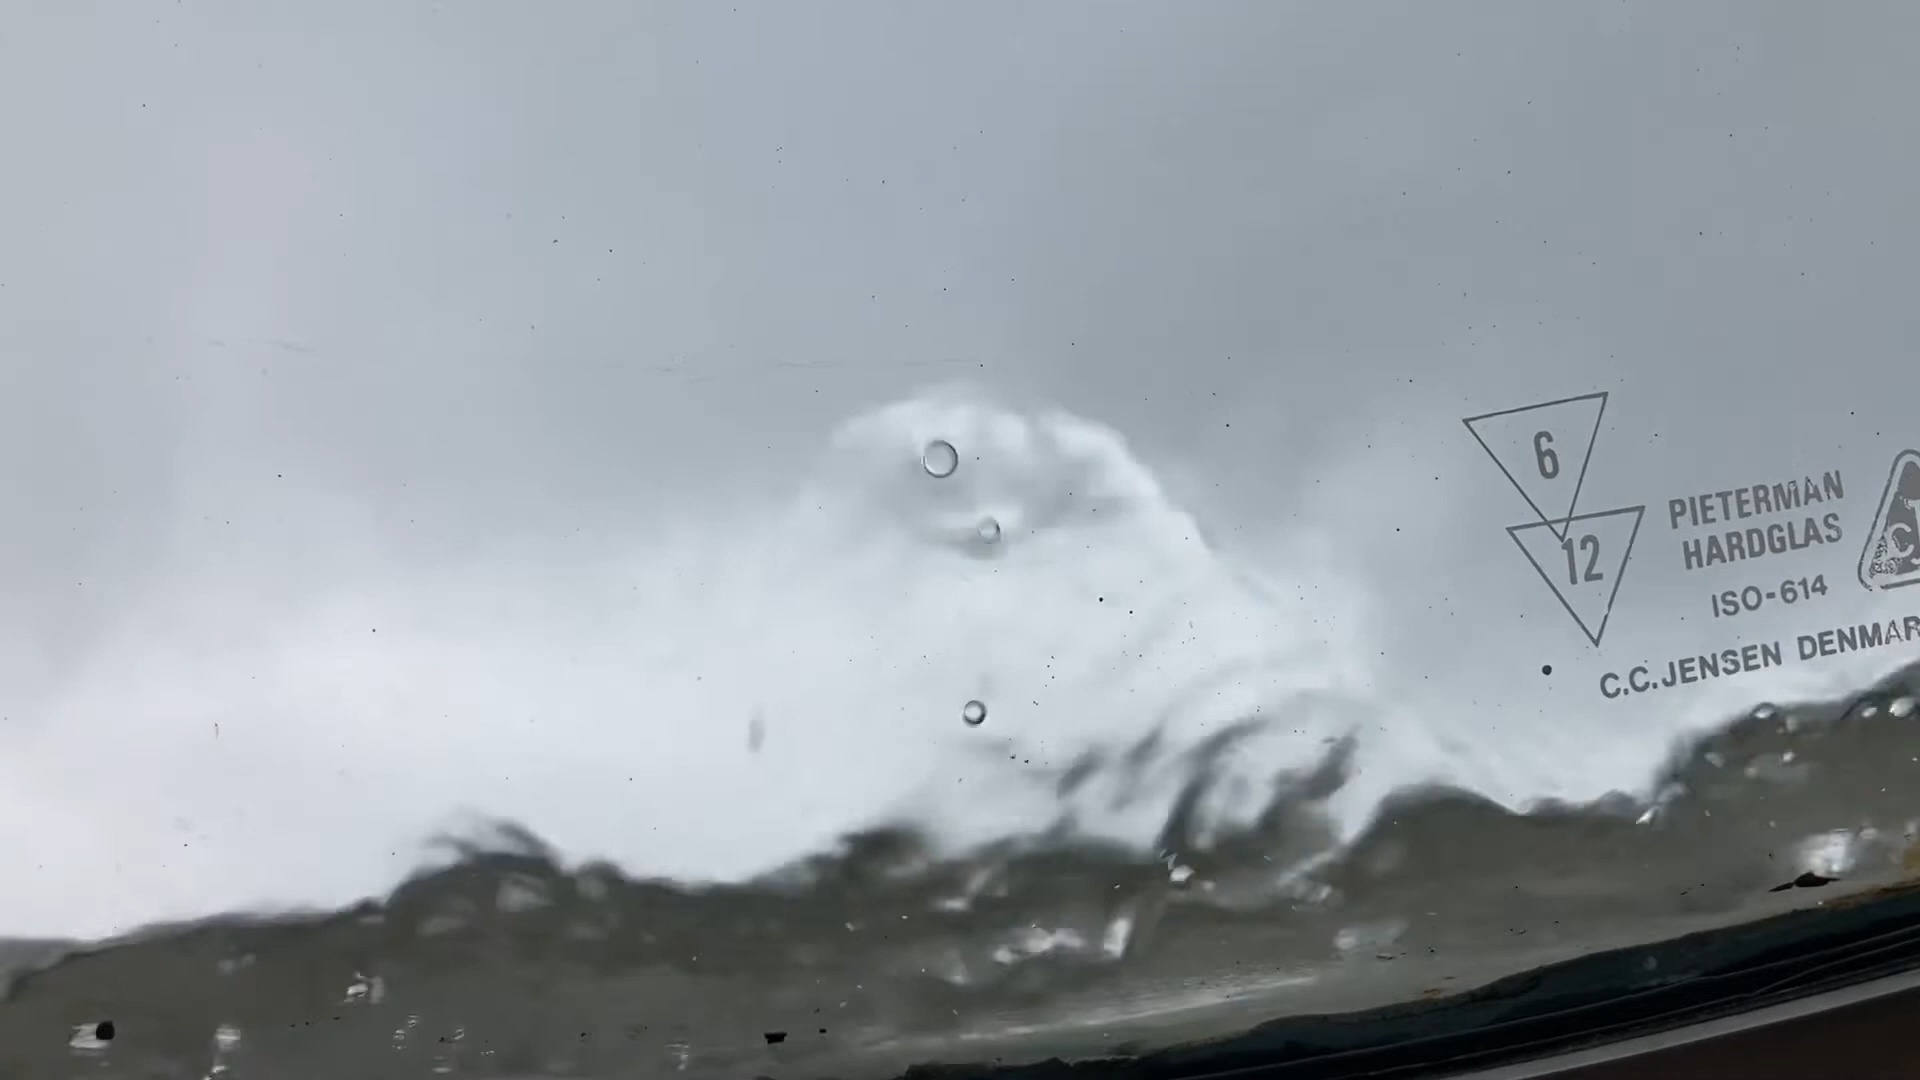 6
12
PIETERMAN
HARDGLAS
ISO-614
C.C.JENSEN DENMAR